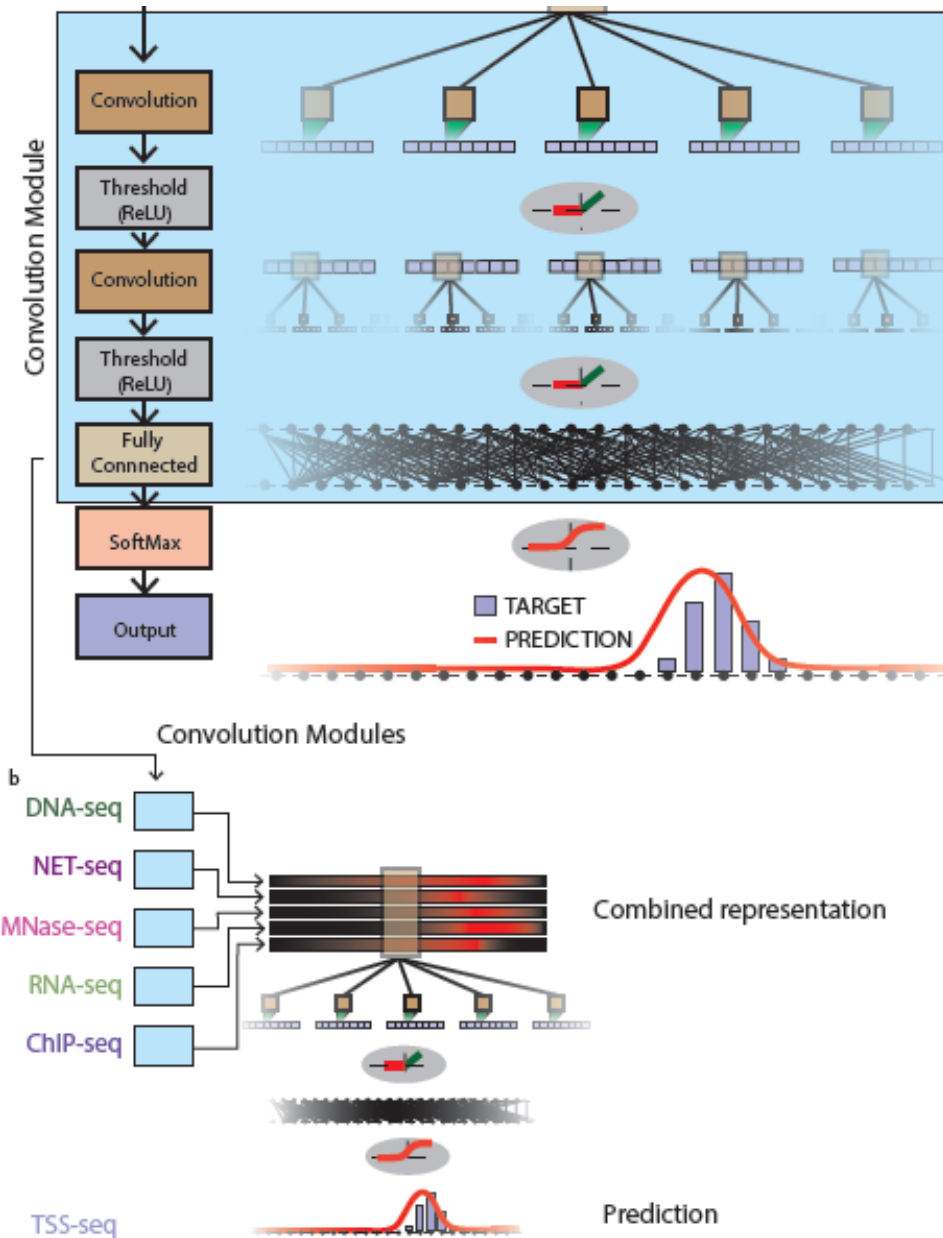 Convolution Module
Convolution
Threshold
(ReLU)
Convolution
Threshold
(ReLU)
Fully
Connnected
SoftMax
Output
TARGET
PREDICTION
Convolution Modules
b
DNA-seq
NET-seq
MNase-seq
RNA-seq
ChIP-seq
Combined representation
TSS-seq
Prediction